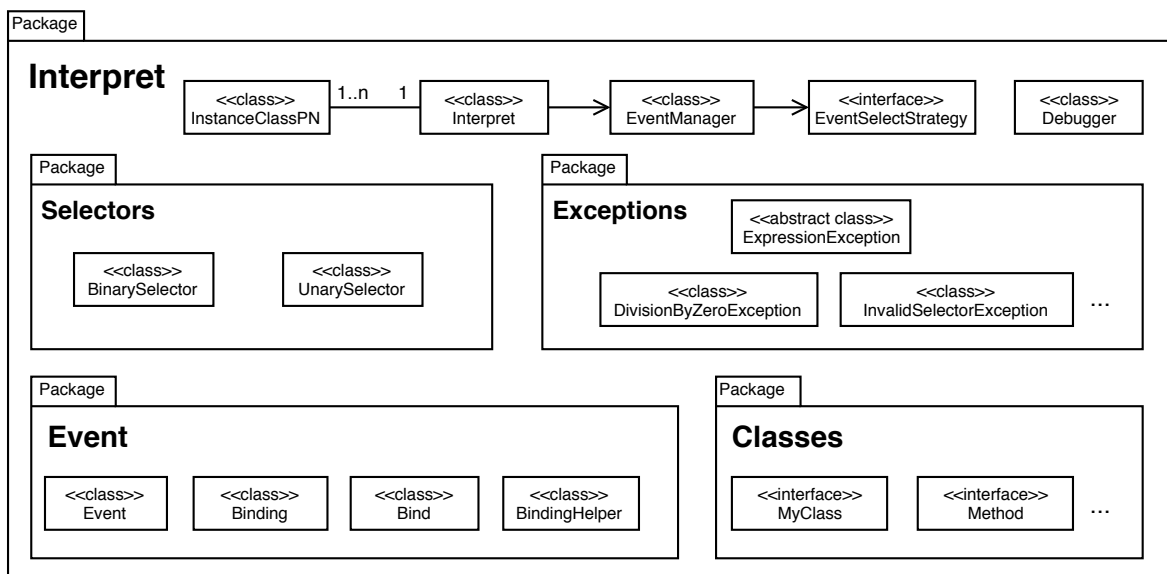 Package
Interpret
<<class>>
InstanceClassPN
1..n
1
<<class>>
Interpret
<<class>>
EventManager
<<interface>>
EventSelectStrategy
<<class>>
Debugger
Package
Selectors
<<class>>
BinarySelector
<<class>>
UnarySelector
Package
Exceptions
<<abstract class>>
ExpressionException
<<class>>
DivisionByZeroException
<<class>>
InvalidSelectorException
...
Package
Event
<<class>>
Event
<<class>>
Binding
<<class>>
Bind
<<class>>
BindingHelper
Package
Classes
<<interface>>
MyClass
<<interface>>
Method
...